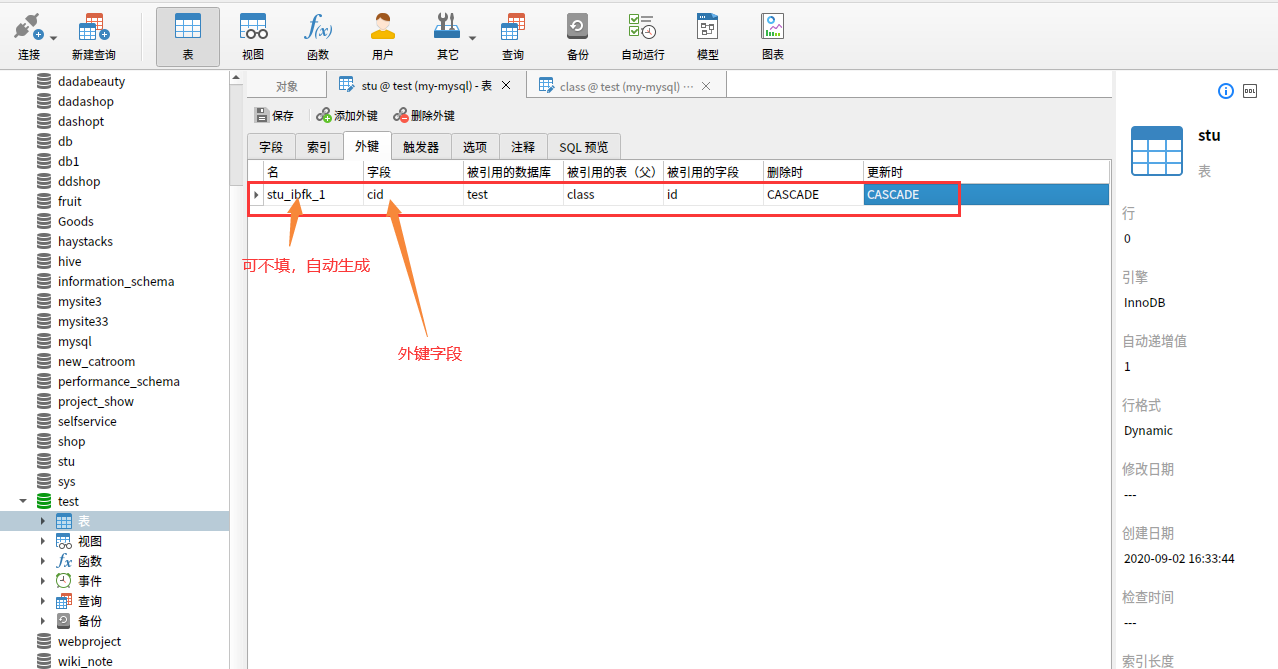 连接
新建查询
表
视图
函数
用户
其它
查询
备份
自动运行
模型
图表
dadabeauty
dadashop
dashopt
db
db1
ddshop
fruit
Goods
haystacks
hive
information_schema
mysite3
mysite33
mysql
new_catroom
performance_schema
project_show
selfservice
shop
stu
sys
test
表
视图
函数
事件
查询
备份
webproject
wiki_note
对象
stu @ test (my-mysql) - 表
class @ test (my-mysql) ···
保存
添加外键
删除外键
字段 索引 外键 触发器 选项 注释 SQL 预览
名 字段 被引用的数据库 被引用的表（父） 被引用的字段 删除时 更新时
stu_ibfk_1 cid test class id CASCADE CASCADE
可不填，自动生成
外键字段
DDL
stu
表
行
0
引擎
InnoDB
自动递增值
1
行格式
Dynamic
修改日期
---
创建日期
2020-09-02 16:33:44
检查时间
---
索引长度